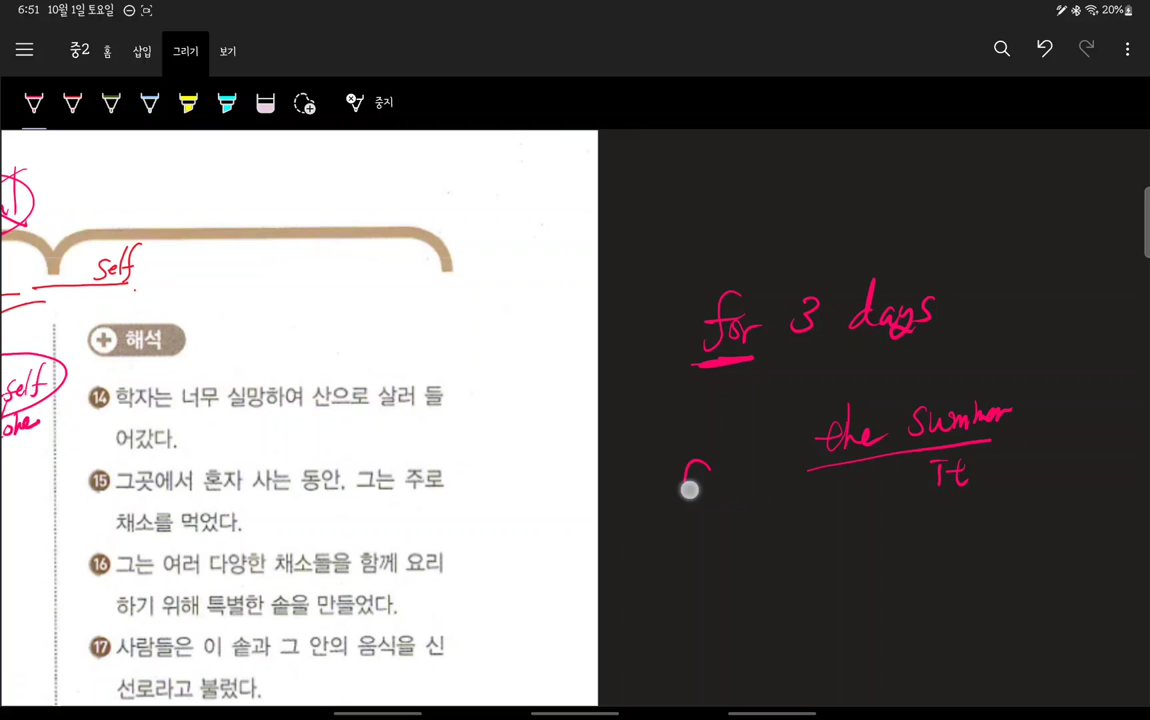 6:51 10월 1일 토요일 20%
중2 홈 삽입 그리기 보기
중지
self
self
+ 해석
14 학자는 너무 실망하여 산으로 살러 들
어갔다.
15 그곳에서 혼자 사는 동안, 그는 주로
채소를 먹었다.
16 그는 여러 다양한 채소들을 함께 요리
하기 위해 특별한 솥을 만들었다.
17 사람들은 이 솥과 그 안의 음식을 신
선로라고 불렀다.
for 3 days
the summer